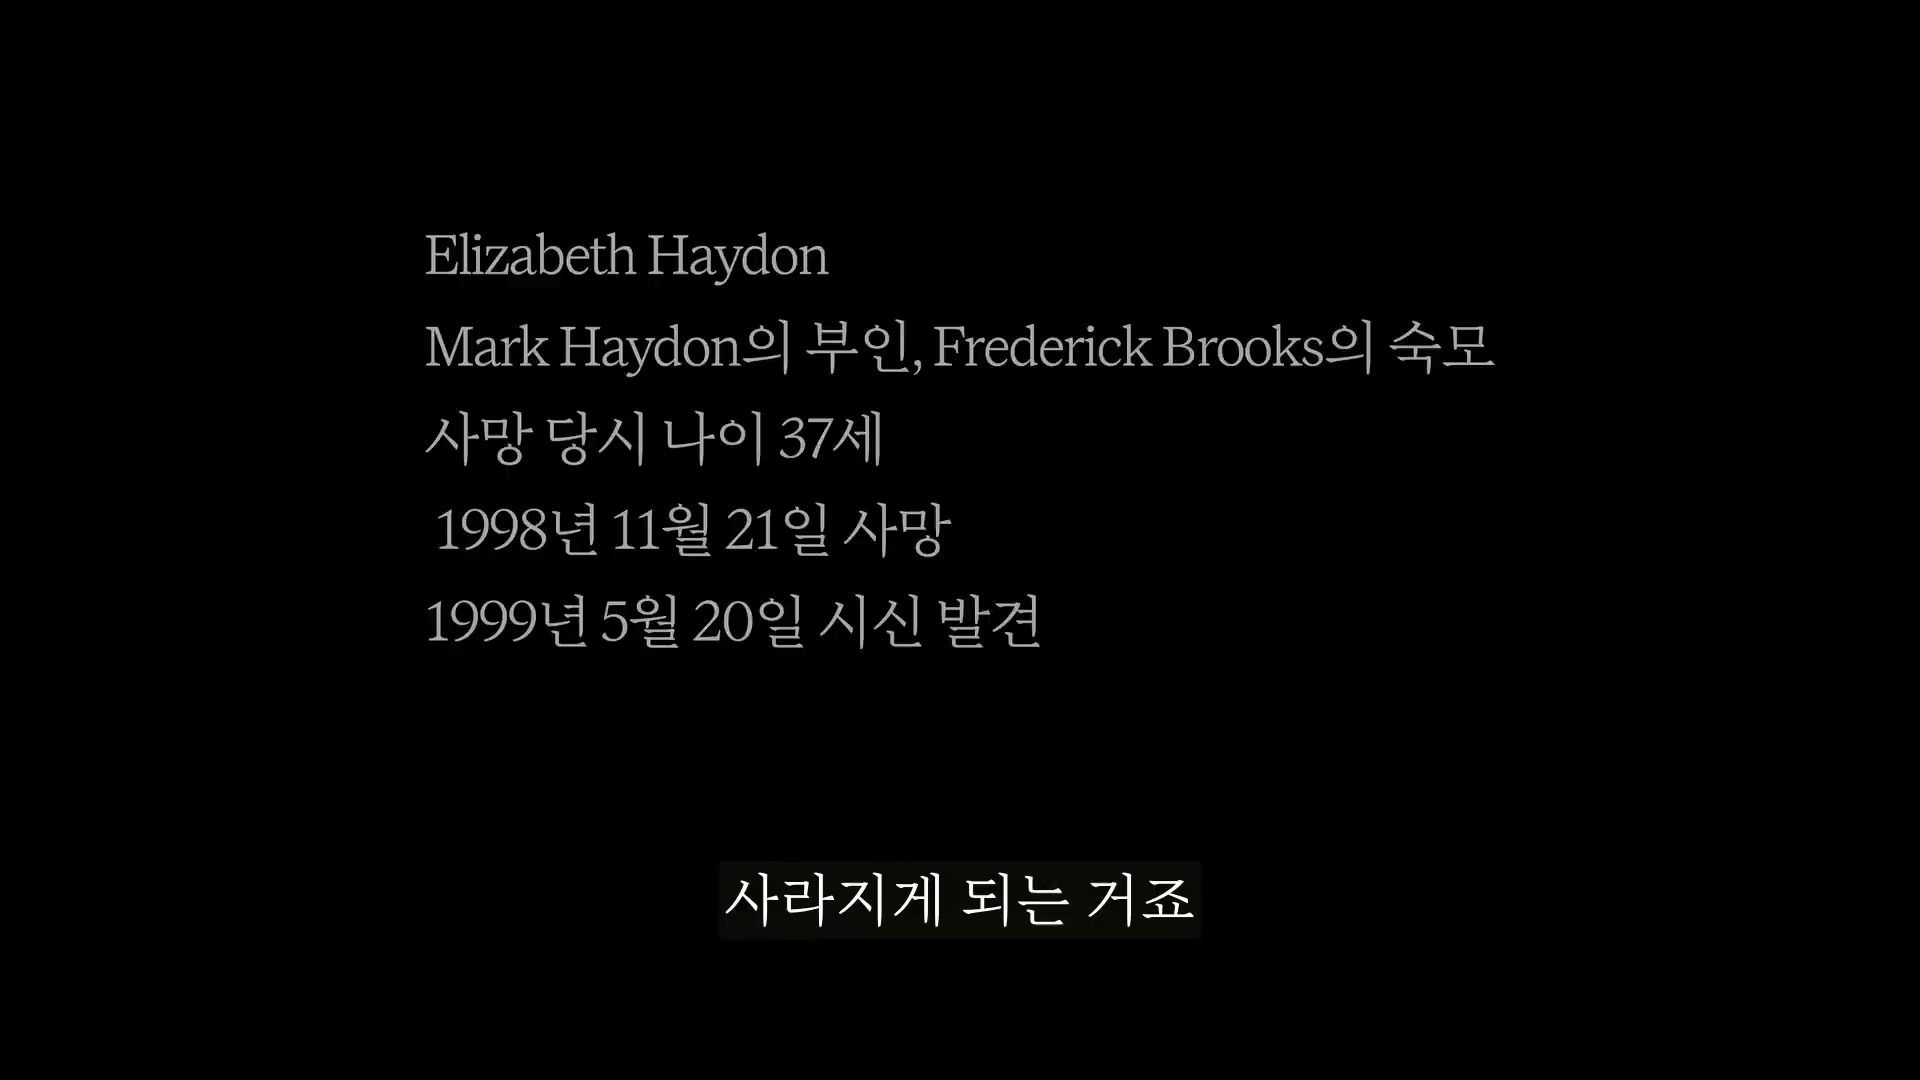 Elizabeth Haydon
Mark Haydon의 부인, Frederick Brooks의 숙모
사망 당시 나이 37세
1998년 11월 21일 사망
1999년 5월 20일 시신 발견
사라지게 되는 거죠